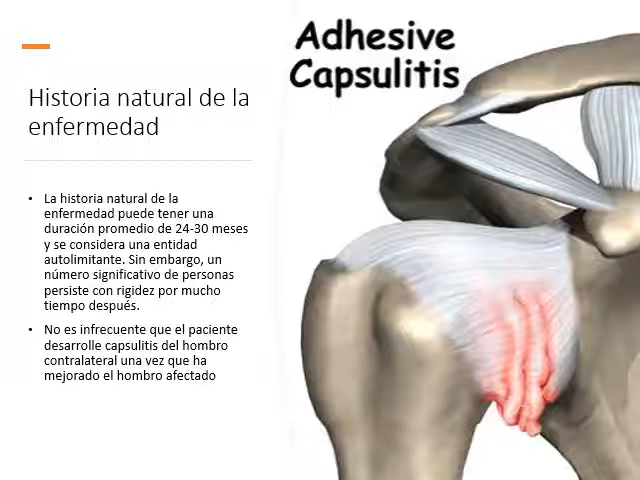 Adhesive
Capsulitis
Historia natural de la
enfermedad
• La historia natural de la
enfermedad puede tener una
duración promedio de 24-30 meses
y se considera una entidad
autolimitante. Sin embargo, un
número significativo de personas
persiste con rigidez por mucho
tiempo después.
• No es infrecuente que el paciente
desarrolle capsulitis del hombro
contralateral una vez que ha
mejorado el hombro afectado